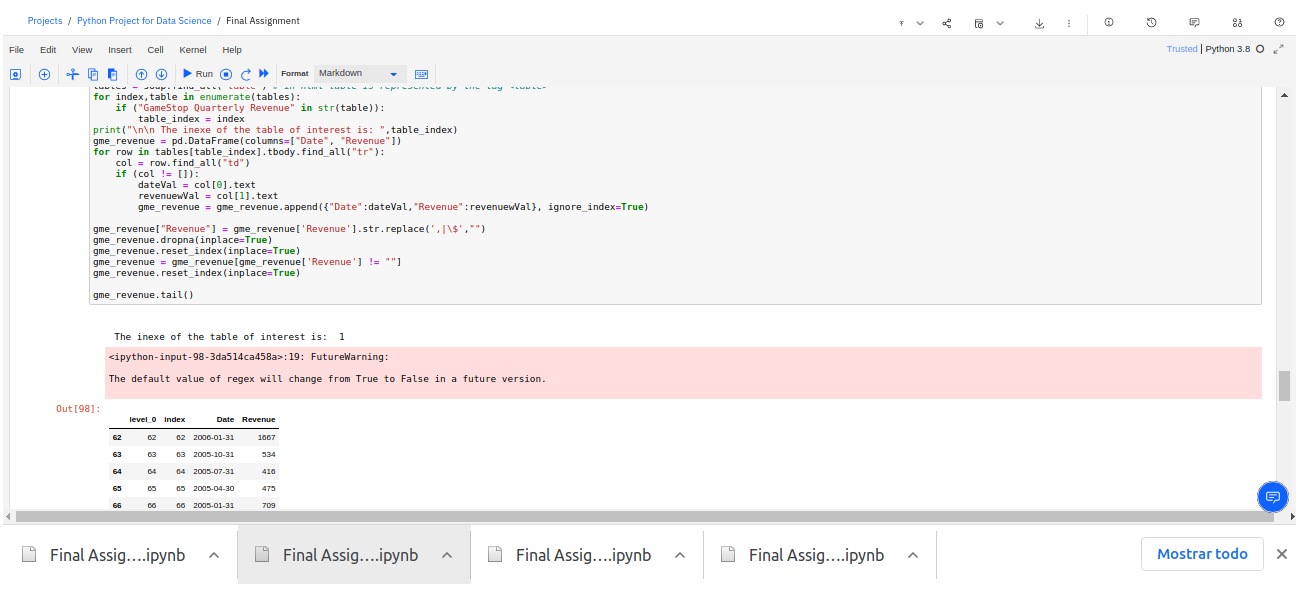 Projects / Python Project for Data Science / Final Assignment
File Edit View Insert Cell Kernel Help
Trusted | Python 3.8
Run
Format Markdown
tables = soup.find_all('table') # in html table is represented by the tag <table>
for index,table in enumerate(tables):
    if ("GameStop Quarterly Revenue" in str(table)):
        table_index = index
print("\n\n The inexe of the table of interest is: ",table_index)
gme_revenue = pd.DataFrame(columns=["Date", "Revenue"])
for row in tables[table_index].tbody.find_all("tr"):
    col = row.find_all("td")
    if (col != []):
        dateVal = col[0].text
        revenuewVal = col[1].text
        gme_revenue = gme_revenue.append({"Date":dateVal,"Revenue":revenuewVal}, ignore_index=True)
gme_revenue["Revenue"] = gme_revenue['Revenue'].str.replace(',|\$',"")
gme_revenue.dropna(inplace=True)
gme_revenue.reset_index(inplace=True)
gme_revenue = gme_revenue[gme_revenue['Revenue'] != ""]
gme_revenue.reset_index(inplace=True)
gme_revenue.tail()
The inexe of the table of interest is:  1
<ipython-input-98-3da514ca458a>:19: FutureWarning:
The default value of regex will change from True to False in a future version.
Out[98]:
level_0 index Date Revenue
62 62 62 2006-01-31 1667
63 63 63 2005-10-31 534
64 64 64 2005-07-31 416
65 65 65 2005-04-30 475
66 66 66 2005-01-31 709
Final Assig….ipynb
Final Assig….ipynb
Final Assig….ipynb
Final Assig….ipynb
Mostrar todo